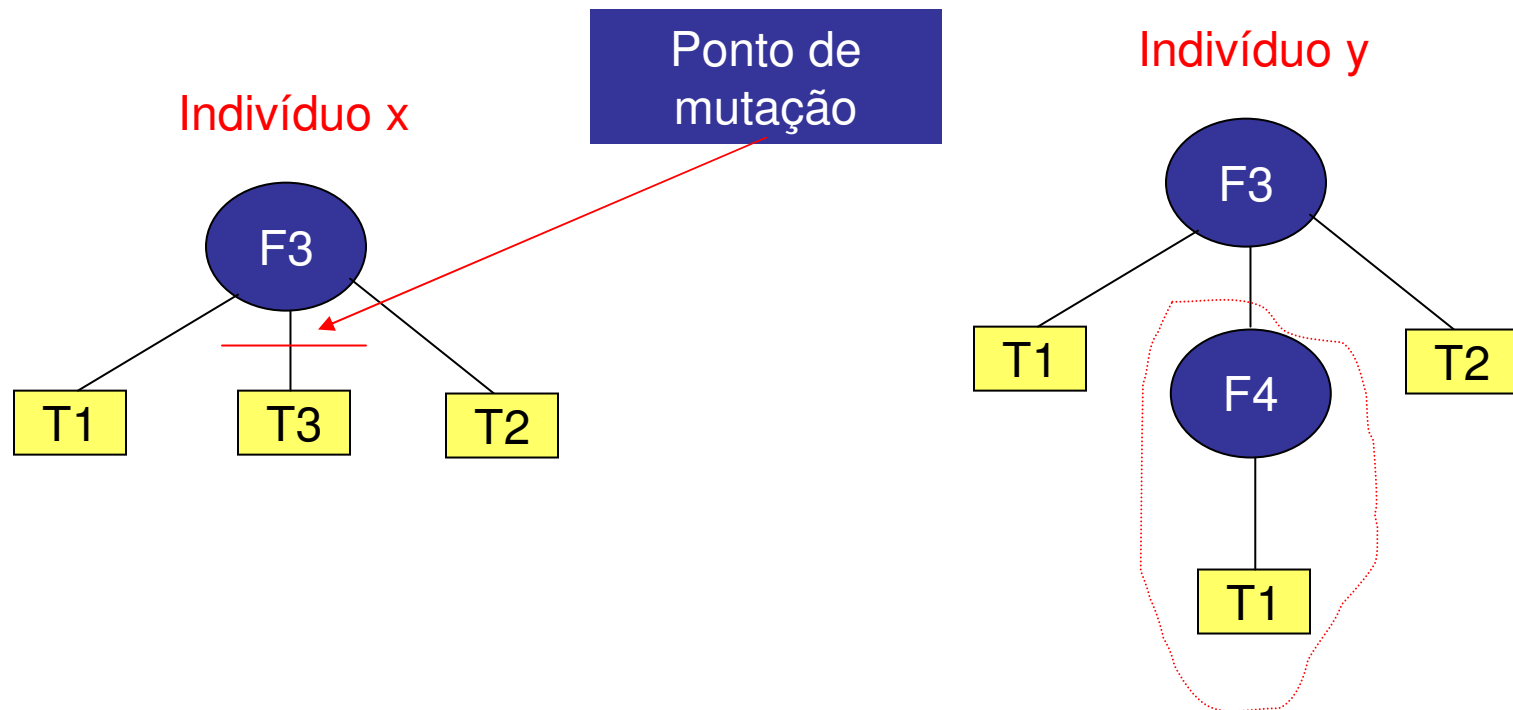 Indivíduo x
F3
T1
T3
T2
Ponto de
mutação
Indivíduo y
F3
T1
F4
T2
T1